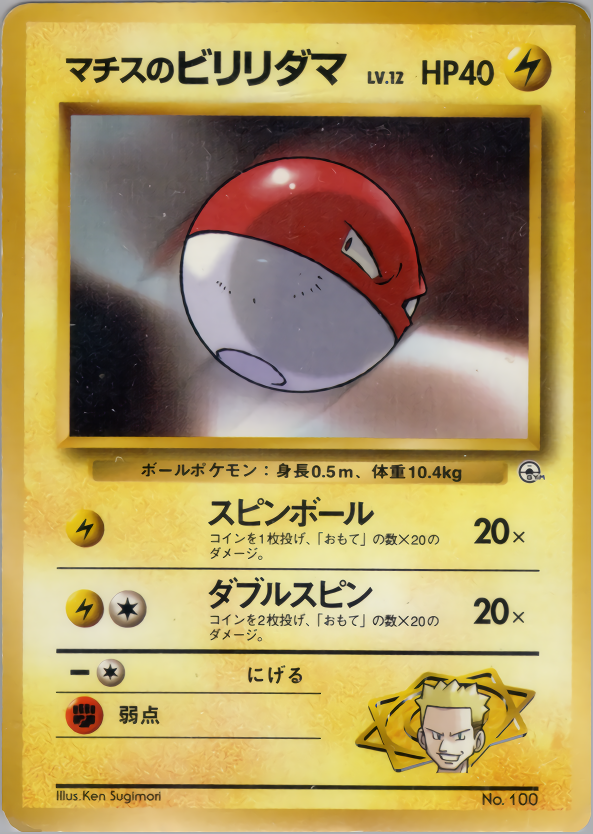 マチスのビリリダマ LV.12 HP40
ボールポケモン：身長0.5m、体重10.4kg
GYM
スピンボール 20×
コインを1枚投げ、「おもて」の数×20の
ダメージ。
ダブルスピン 20×
コインを2枚投げ、「おもて」の数×20の
ダメージ。
にげる
弱点
Illus.Ken Sugimori No. 100